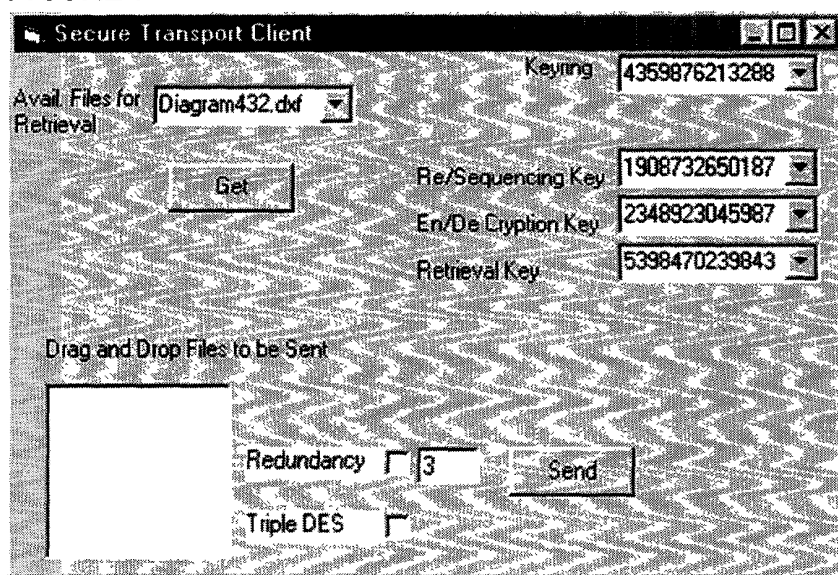 Secure Transport Client
Keyring 4359876213288
Avail. Files for
Retrieval
Diagram432.dxf
Get
Re/Sequencing Key 1908732650187
En/De Cryption Key 2348923045987
Retrieval Key 5398470239843
Drag and Drop Files to be Sent
Redundancy 3
Send
Triple DES